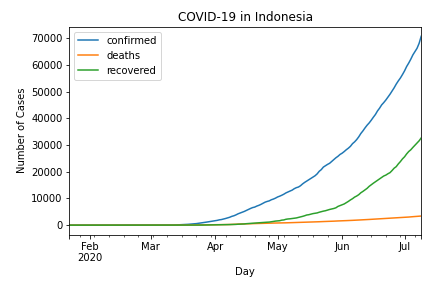 COVID-19 in Indonesia
confirmed
deaths
recovered
Number of Cases
70000
60000
50000
40000
30000
20000
10000
0
Feb Mar Apr May Jun Jul
2020
Day